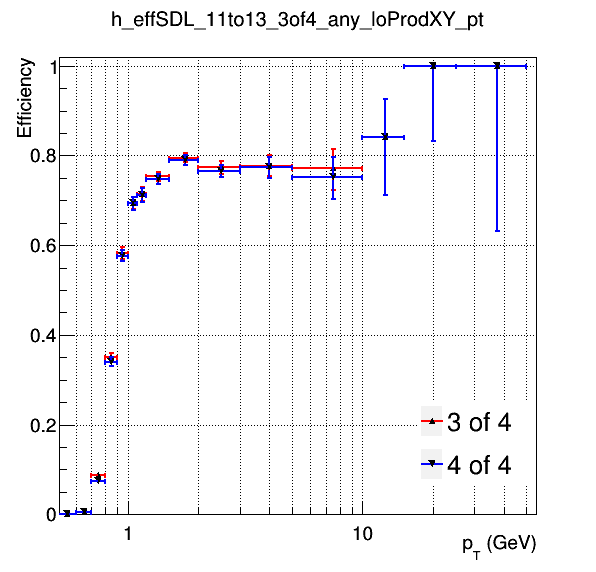 h_effSDL_11to13_3of4_any_loProdXY_pt
Efficiency
1
0.8
0.6
0.4
0.2
0
3 of 4
4 of 4
1
10
p_T (GeV)